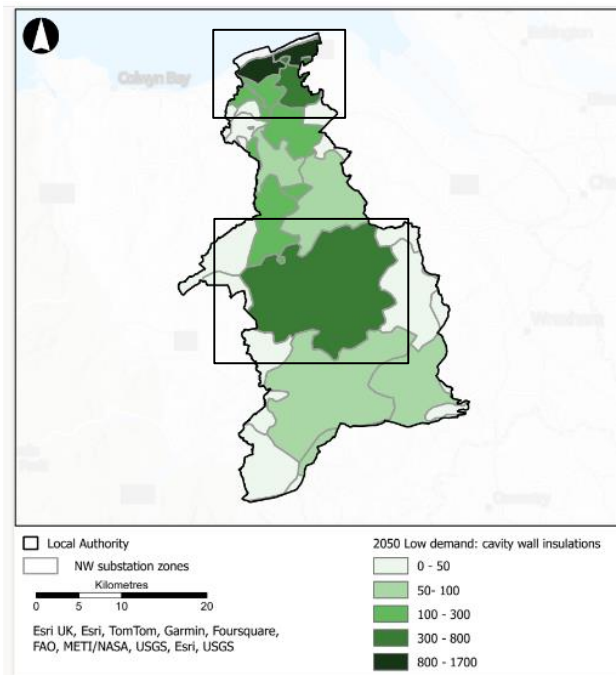 Colwyn Bay
Wrexham
Local Authority
NW substation zones
Kilometres
0 5 10 20
Esri UK, Esri, TomTom, Garmin, Foursquare,
FAO, METI/NASA, USGS, Esri, USGS
2050 Low demand: cavity wall insulations
0 - 50
50- 100
100 - 300
300 - 800
800 - 1700